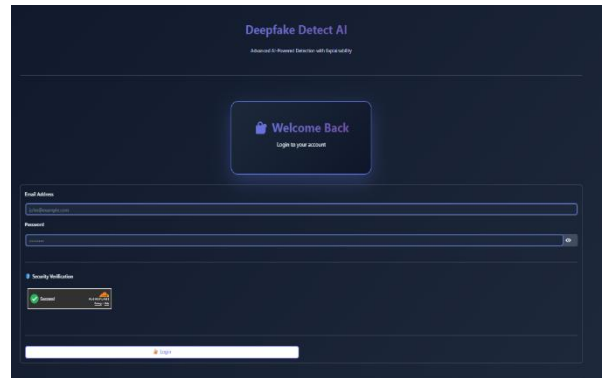 Deepfake Detect AI
Advanced AI-Powered Detection with Explainability
Welcome Back
Login to your account
Email Address
Password
Security Verification
Success!
CLOUDFLARE
Login